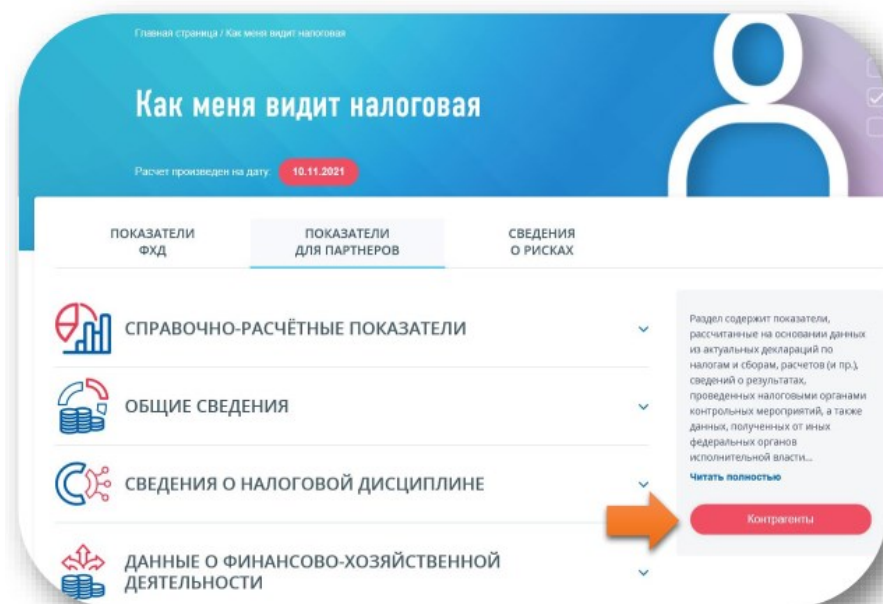 Главная страница / Как меня видит налоговая
Как меня видит налоговая
Расчет произведен на дату: 10.11.2021
ПОКАЗАТЕЛИ
ФХД
ПОКАЗАТЕЛИ
ДЛЯ ПАРТНЕРОВ
СВЕДЕНИЯ
О РИСКАХ
СПРАВОЧНО-РАСЧЁТНЫЕ ПОКАЗАТЕЛИ
ОБЩИЕ СВЕДЕНИЯ
СВЕДЕНИЯ О НАЛОГОВОЙ ДИСЦИПЛИНЕ
ДАННЫЕ О ФИНАНСОВО-ХОЗЯЙСТВЕННОЙ
ДЕЯТЕЛЬНОСТИ
Раздел содержит показатели,
рассчитанные на основании данных
из актуальных деклараций по
налогам и сборам, расчетов (и пр.),
сведений о результатах,
проведенных налоговыми органами
контрольных мероприятий, а также
данных, полученных от иных
федеральных органов
исполнительной власти...
Читать полностью
Контрагенты